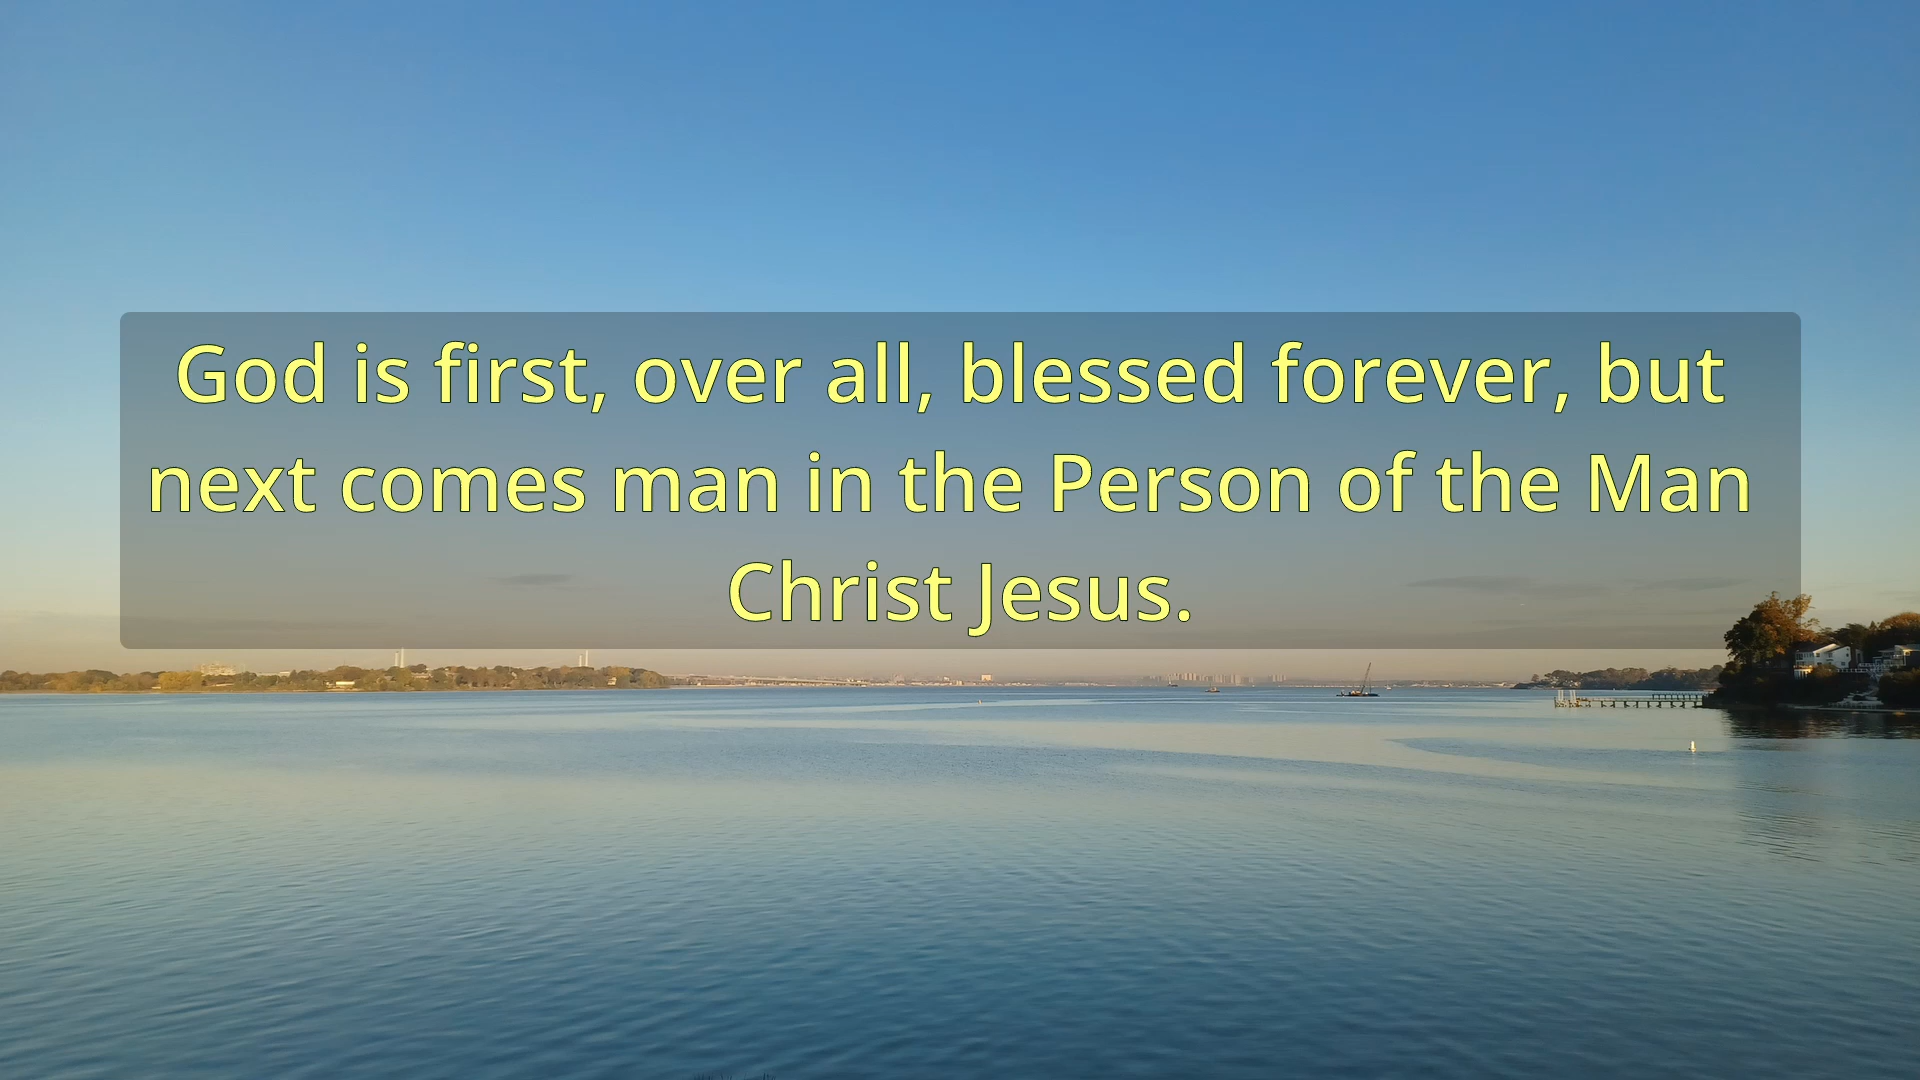 God is first, over all, blessed forever, but
next comes man in the Person of the Man
Christ Jesus.